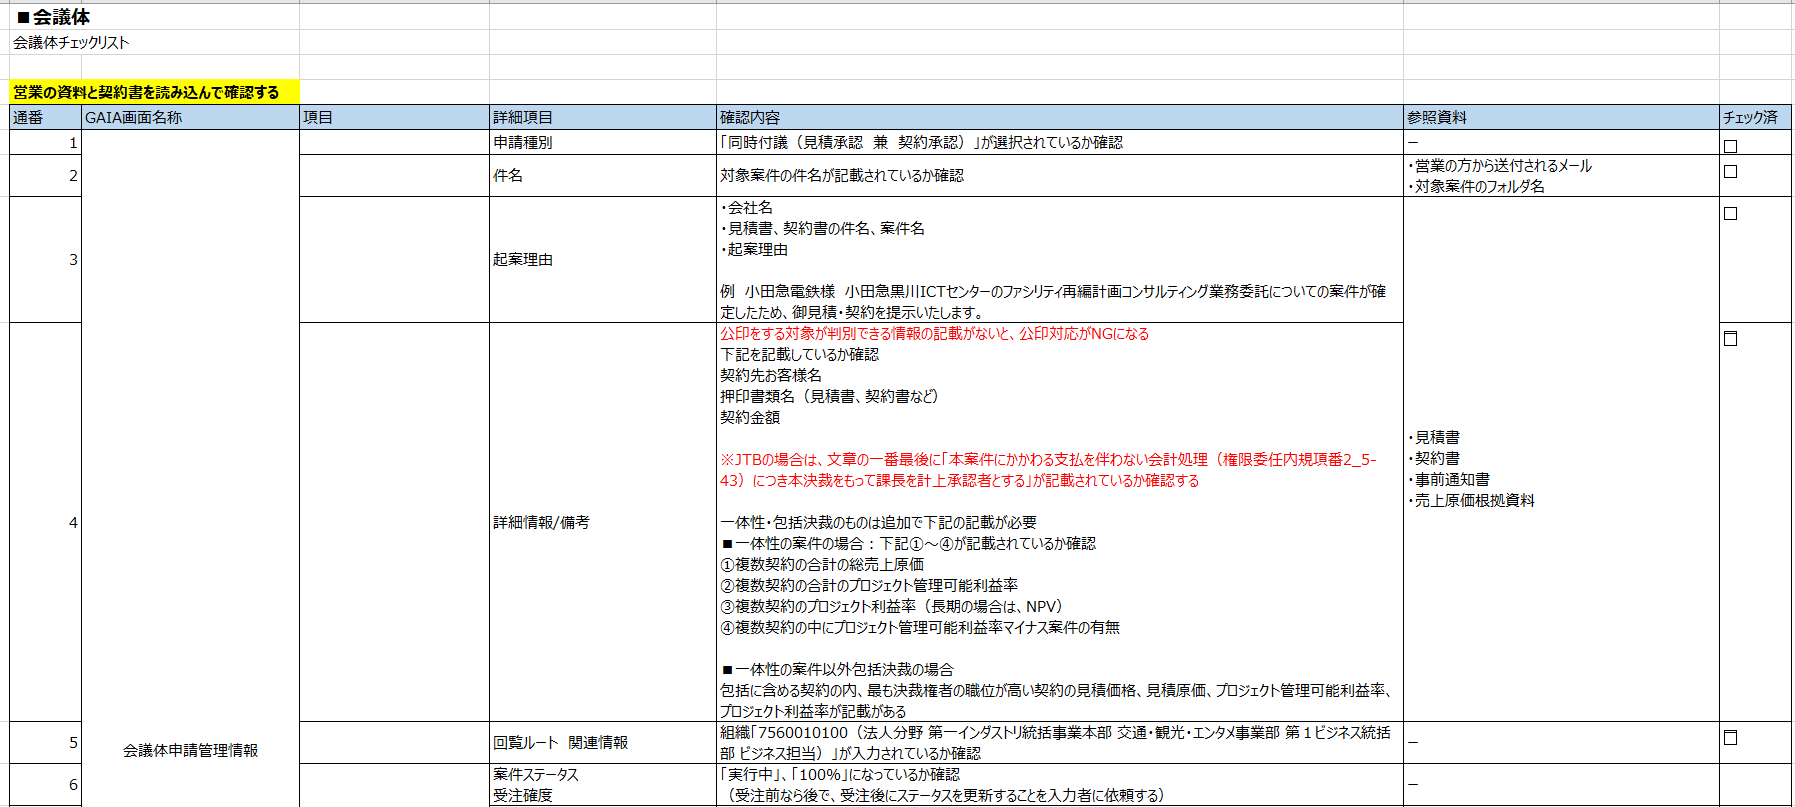 ■会議体
会議体チェックリスト
営業の資料と契約書を読み込んで確認する
通番 GAIA画面名称 項目 詳細項目 確認内容 参照資料 チェック済
1 申請種別 「同時付議（見積承認　兼　契約承認）」が選択されているか確認 －
2 件名 対象案件の件名が記載されているか確認
・営業の方から送付されるメール
・対象案件のフォルダ名
3 起案理由
・会社名
・見積書、契約書の件名、案件名
・起案理由
例　小田急電鉄様　小田急黒川ICTセンターのファシリティ再編計画コンサルティング業務委託についての案件が確
定したため、御見積・契約を提示いたします。
4 詳細情報/備考
公印をする対象が判別できる情報の記載がないと、公印対応がNGになる
下記を記載しているか確認
契約先お客様名
押印書類名（見積書、契約書など）
契約金額
※JTBの場合は、文章の一番最後に「本案件にかかわる支払を伴わない会計処理（権限委任内規項番2_5-
43）につき本決裁をもって課長を計上承認者とする」が記載されているか確認する
一体性・包括決裁のものは追加で下記の記載が必要
■一体性の案件の場合：下記①～④が記載されているか確認
①複数契約の合計の総売上原価
②複数契約の合計のプロジェクト管理可能利益率
③複数契約のプロジェクト利益率（長期の場合は、NPV）
④複数契約の中にプロジェクト管理可能利益率マイナス案件の有無
■一体性の案件以外包括決裁の場合
包括に含める契約の内、最も決裁権者の職位が高い契約の見積価格、見積原価、プロジェクト管理可能利益率、
プロジェクト利益率が記載がある
・見積書
・契約書
・事前通知書
・売上原価根拠資料
会議体申請管理情報
5 回覧ルート　関連情報
組織「7560010100（法人分野 第一インダストリ統括事業本部 交通・観光・エンタメ事業部 第１ビジネス統括
部 ビジネス担当）」が入力されているか確認
－
6
案件ステータス
受注確度
「実行中」、「100％」になっているか確認
（受注前なら後で、受注後にステータスを更新することを入力者に依頼する）
－